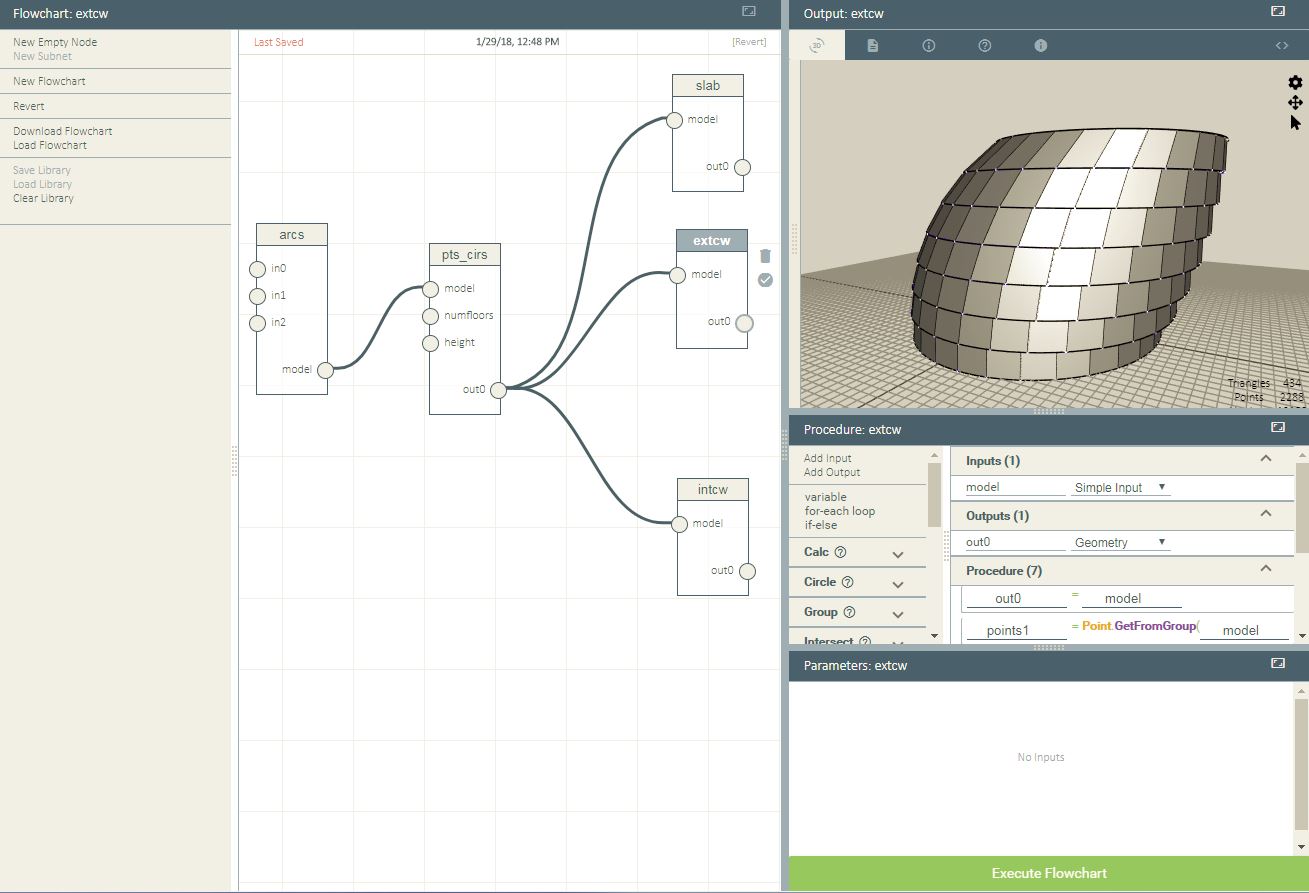 Flowchart: extcw
New Empty Node
New Subnet
New Flowchart
Revert
Download Flowchart
Load Flowchart
Save Library
Load Library
Clear Library
Last Saved
1/29/18, 12:48 PM
[Revert]
arcs
in0
in1
in2
model
pts_cirs
model
numfloors
height
out0
slab
model
out0
extcw
model
out0
intcw
model
out0
Output: extcw
3D
Triangles 434
Points 2288
Procedure: extcw
Add Input
Add Output
variable
for-each loop
if-else
Calc
Circle
Group
Intersect
Inputs (1)
model Simple Input
Outputs (1)
out0 Geometry
Procedure (7)
out0 = model
points1 = Point.GetFromGroup( model
Parameters: extcw
No Inputs
Execute Flowchart